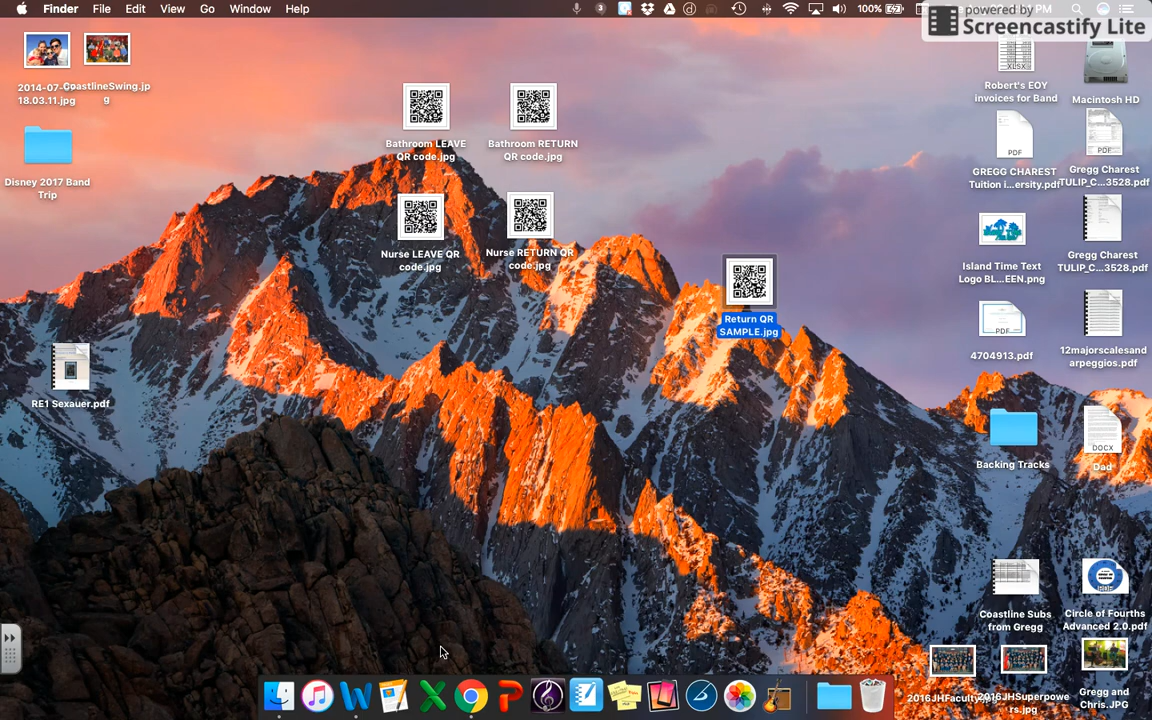 Finder File Edit View Go Window Help
3
100%
powered by
Screencastify Lite
2014-07-
18.03.11.jpg
CoastlineSwing.jp
g
Disney 2017 Band
Trip
RE1 Sexauer.pdf
Bathroom LEAVE
QR code.jpg
Bathroom RETURN
QR code.jpg
Nurse LEAVE QR
code.jpg
Nurse RETURN QR
code.jpg
Return QR
SAMPLE.jpg
XLSX
Robert's EOY
invoices for Band
Macintosh HD
PDF
GREGG CHAREST
Tuition i...ersity.pdf
PDF
Gregg Charest
TULIP_C...3528.pdf
Island Time Text
Logo BL...EEN.png
Gregg Charest
TULIP_C...3528.pdf
PDF
4704913.pdf
12majorscalesand
arpeggios.pdf
Backing Tracks
DOCX
Dad
Coastline Subs
from Gregg
Circle of Fourths
Advanced 2.0.pdf
2016JHFaculty.jpg
2016JHSuperpowe
rs.jpg
Gregg and
Chris.JPG